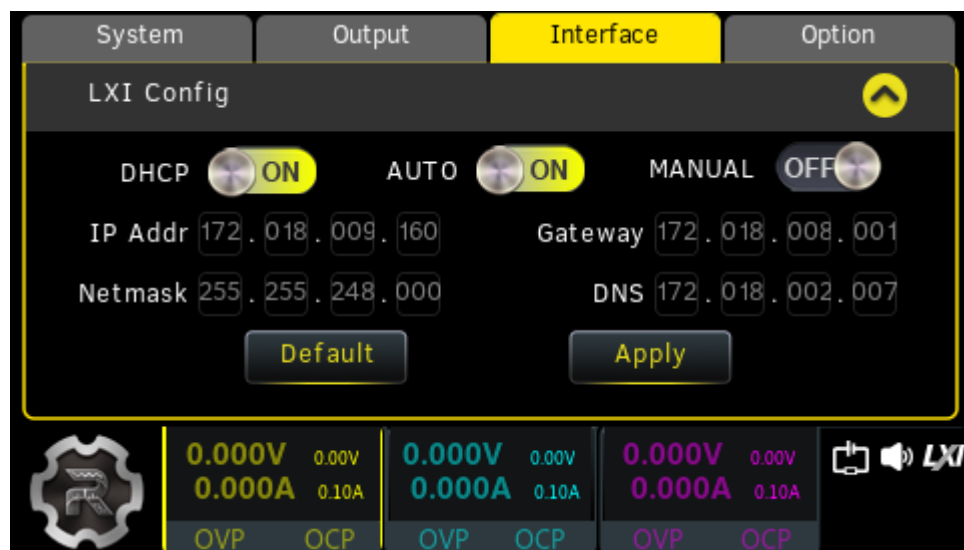 System Output Interface Option
LXI Config
DHCP ON AUTO ON MANUAL OFF
IP Addr 172 . 018 . 009 . 160 Gateway 172 . 018 . 008 . 001
Netmask 255 . 255 . 248 . 000 DNS 172 . 018 . 002 . 007
Default Apply
0.000V 0.00V 0.000V 0.00V 0.000V 0.00V LXI
0.000A 0.10A 0.000A 0.10A 0.000A 0.10A
OVP OCP OVP OCP OVP OCP